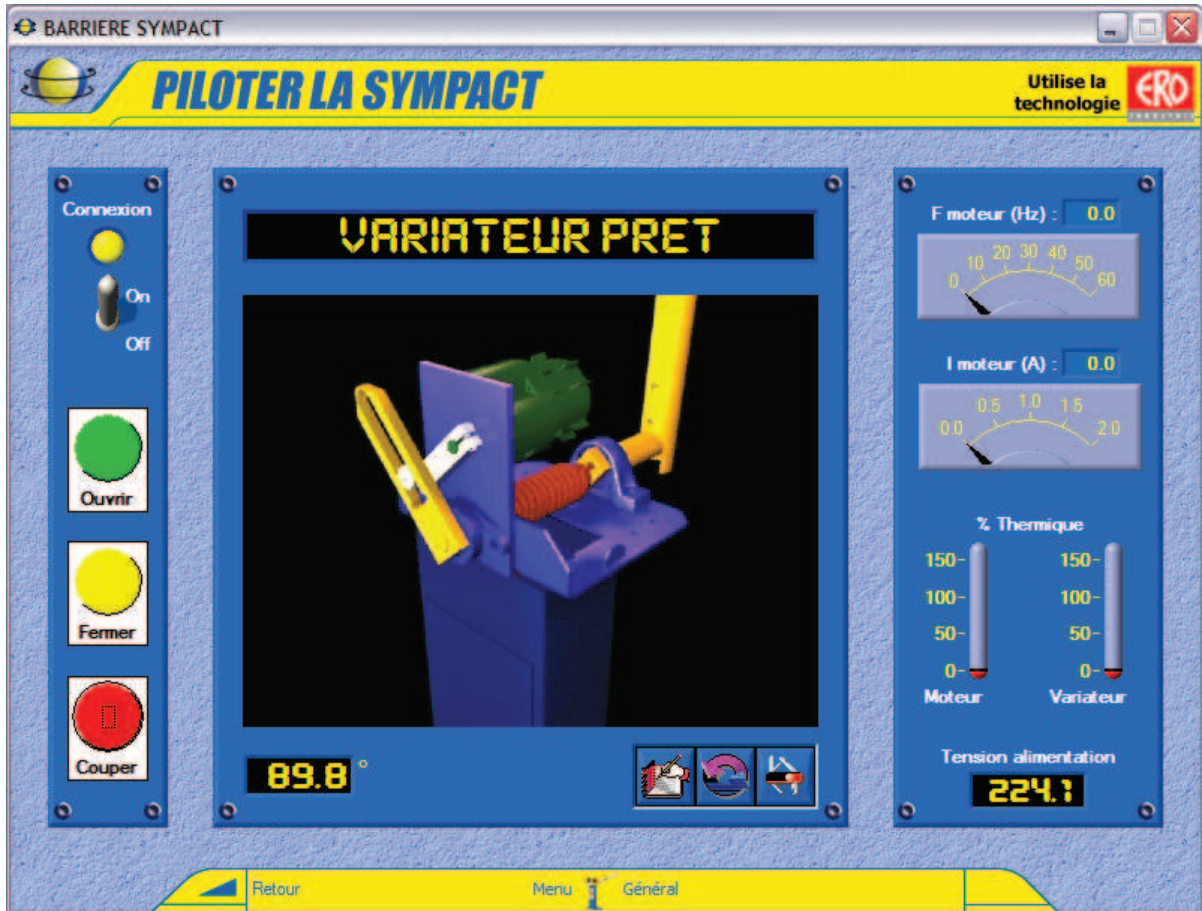 BARRIERE SYMPACT
PILOTER LA SYMPACT
Utilise la
technologie
ERO
INDUSTRIE
Connexion
On
Off
Ouvrir
Fermer
Couper
VARIATEUR PRET
89.8 °
F moteur (Hz) : 0.0
0 10 20 30 40 50 60
I moteur (A) : 0.0
0.0 0.5 1.0 1.5 2.0
% Thermique
150- 150-
100- 100-
50- 50-
0- 0-
Moteur Variateur
Tension alimentation
224.1
Retour Menu Général